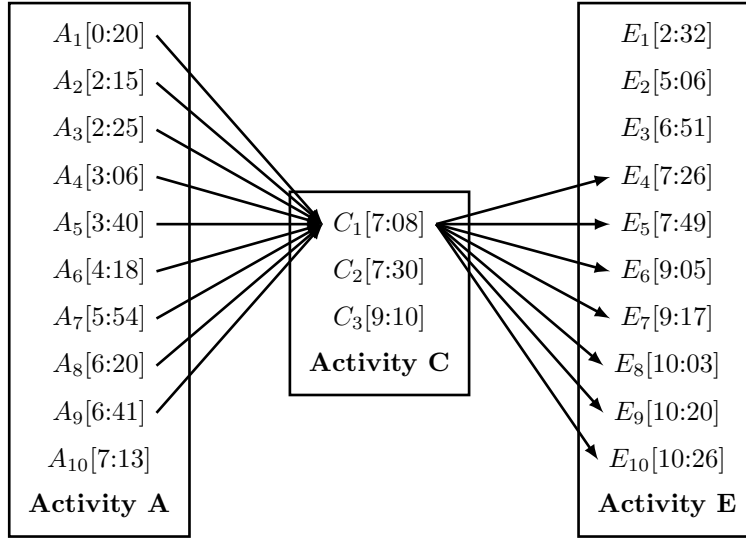 A1[0:20]
A2[2:15]
A3[2:25]
A4[3:06]
A5[3:40]
A6[4:18]
A7[5:54]
A8[6:20]
A9[6:41]
A10[7:13]
Activity A
C1[7:08]
C2[7:30]
C3[9:10]
Activity C
E1[2:32]
E2[5:06]
E3[6:51]
E4[7:26]
E5[7:49]
E6[9:05]
E7[9:17]
E8[10:03]
E9[10:20]
E10[10:26]
Activity E